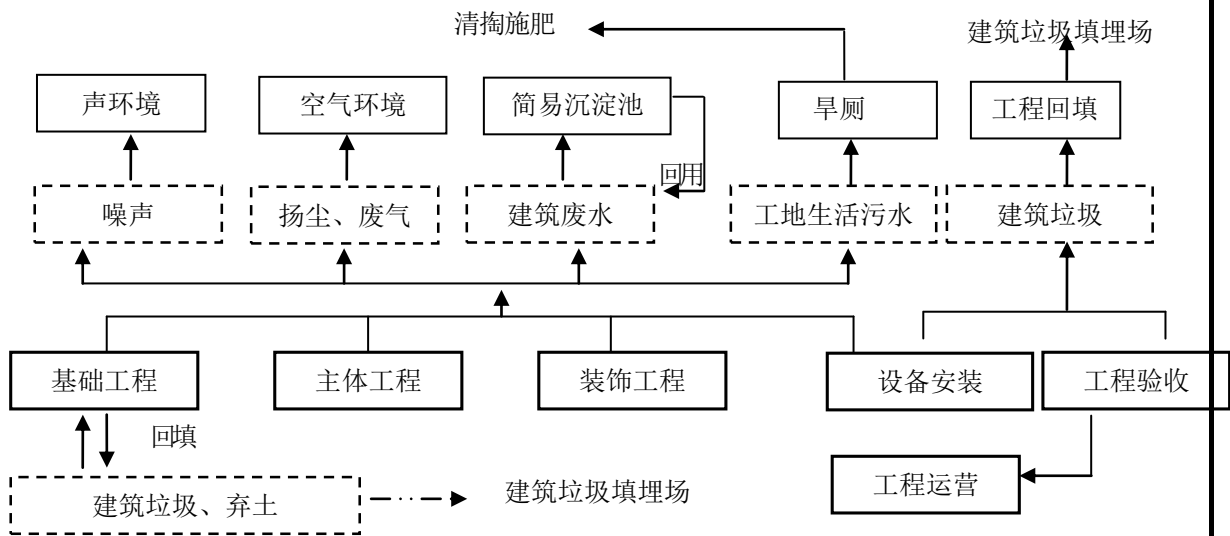 清掏施肥
建筑垃圾填埋场
声环境
空气环境
简易沉淀池
旱厕
工程回填
回用
噪声
扬尘、废气
建筑废水
工地生活污水
建筑垃圾
基础工程
主体工程
装饰工程
设备安装
工程验收
回填
建筑垃圾、弃土
建筑垃圾填埋场
工程运营